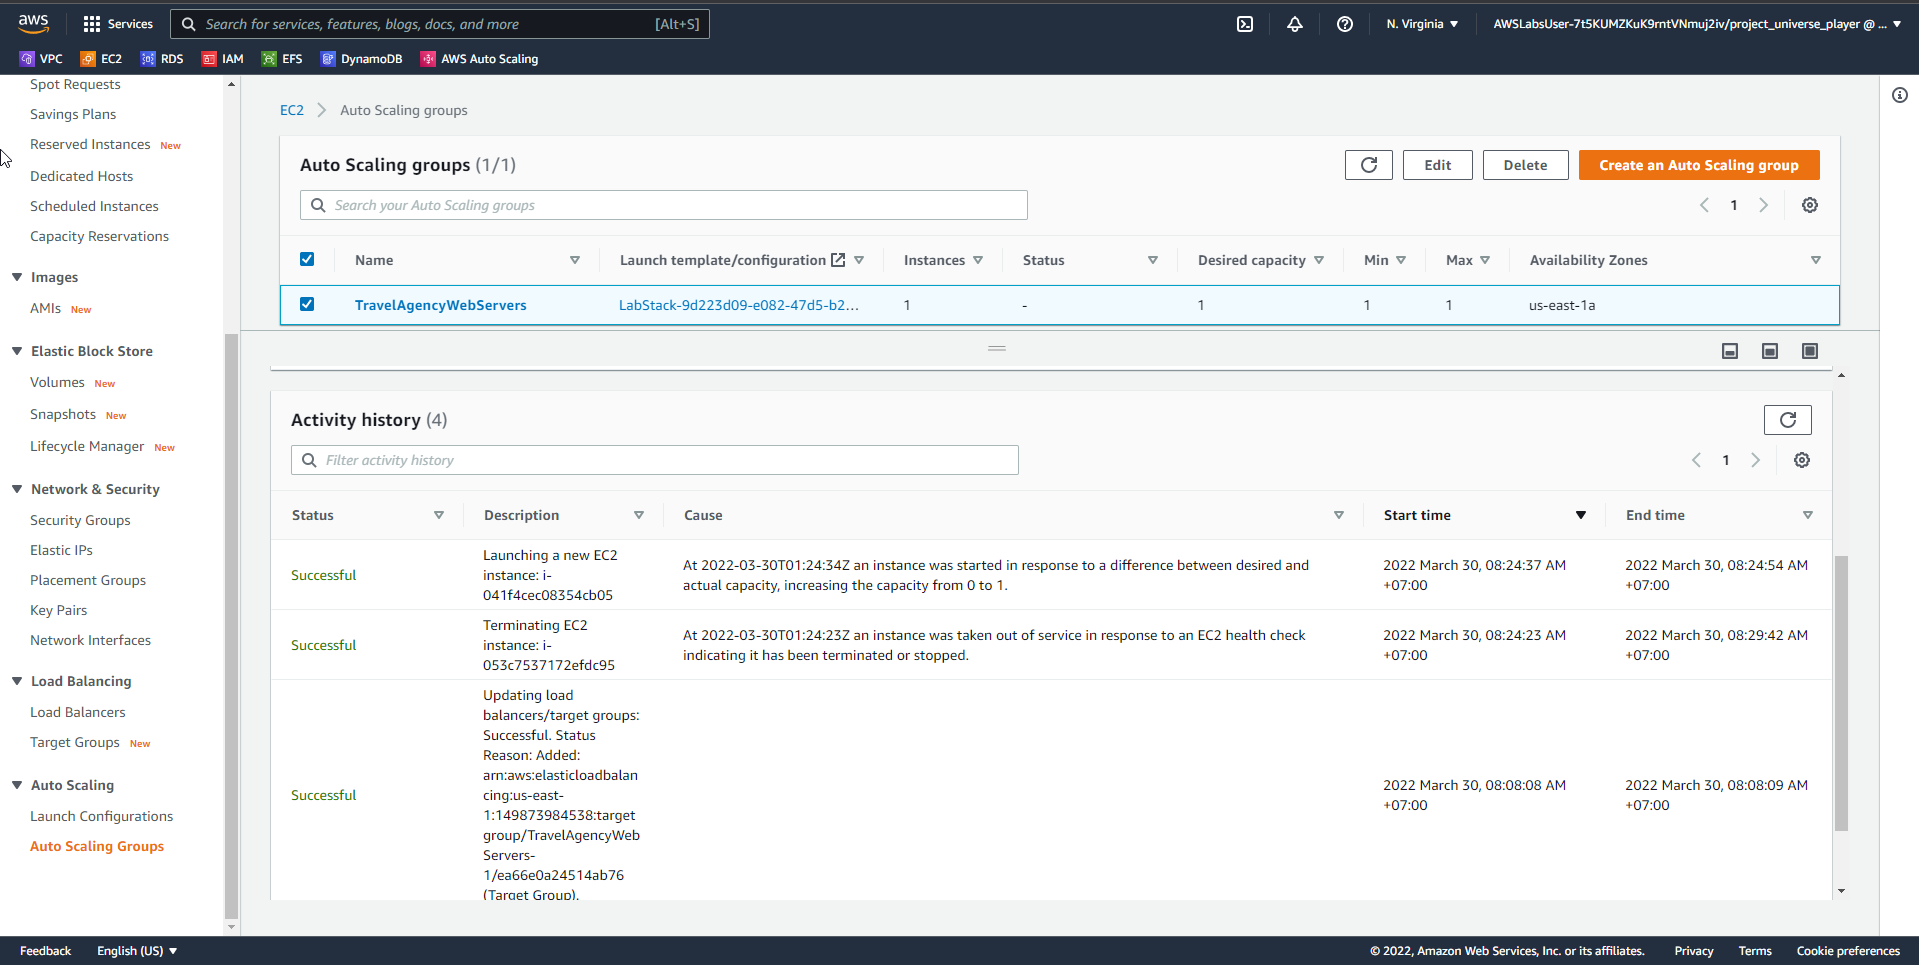 aws
Services
Search for services, features, blogs, docs, and more
[Alt+S]
N. Virginia
AWSLabsUser-7t5KUMZKuK9rntVNmuj2iv/project_universe_player @ ...
VPC
EC2
RDS
IAM
EFS
DynamoDB
AWS Auto Scaling
Spot Requests
Savings Plans
Reserved Instances New
Dedicated Hosts
Scheduled Instances
Capacity Reservations
Images
AMIs New
Elastic Block Store
Volumes New
Snapshots New
Lifecycle Manager New
Network & Security
Security Groups
Elastic IPs
Placement Groups
Key Pairs
Network Interfaces
Load Balancing
Load Balancers
Target Groups New
Auto Scaling
Launch Configurations
Auto Scaling Groups
EC2
Auto Scaling groups
Auto Scaling groups (1/1)
Edit
Delete
Create an Auto Scaling group
Search your Auto Scaling groups
1
Name
Launch template/configuration
Instances
Status
Desired capacity
Min
Max
Availability Zones
TravelAgencyWebServers
LabStack-9d223d09-e082-47d5-b2...
1
-
1
1
1
us-east-1a
Activity history (4)
Filter activity history
1
Status
Description
Cause
Start time
End time
Successful
Launching a new EC2
instance: i-
041f4cec08354cb05
At 2022-03-30T01:24:34Z an instance was started in response to a difference between desired and
actual capacity, increasing the capacity from 0 to 1.
2022 March 30, 08:24:37 AM
+07:00
2022 March 30, 08:24:54 AM
+07:00
Successful
Terminating EC2
instance: i-
053c7537172efdc95
At 2022-03-30T01:24:23Z an instance was taken out of service in response to an EC2 health check
indicating it has been terminated or stopped.
2022 March 30, 08:24:23 AM
+07:00
2022 March 30, 08:29:42 AM
+07:00
Successful
Updating load
balancers/target groups:
Successful. Status
Reason: Added:
arn:aws:elasticloadbalan
cing:us-east-
1:149873984538:target
group/TravelAgencyWeb
Servers-
1/ea66e0a24514ab76
(Target Group).
2022 March 30, 08:08:08 AM
+07:00
2022 March 30, 08:08:09 AM
+07:00
Feedback
English (US)
© 2022, Amazon Web Services, Inc. or its affiliates.
Privacy
Terms
Cookie preferences